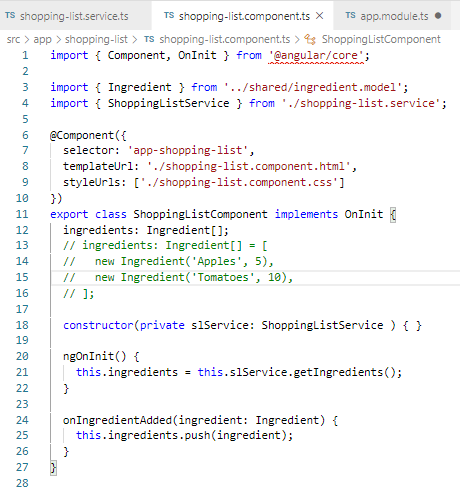 TS shopping-list.service.ts TS shopping-list.component.ts × TS app.module.ts ●
src > app > shopping-list > TS shopping-list.component.ts > ShoppingListComponent
1 import { Component, OnInit } from '@angular/core';
2
3 import { Ingredient } from '../shared/ingredient.model';
4 import { ShoppingListService } from './shopping-list.service';
5
6 @Component({
7   selector: 'app-shopping-list',
8   templateUrl: './shopping-list.component.html',
9   styleUrls: ['./shopping-list.component.css']
10 })
11 export class ShoppingListComponent implements OnInit {
12   ingredients: Ingredient[];
13   // ingredients: Ingredient[] = [
14   //   new Ingredient('Apples', 5),
15   //   new Ingredient('Tomatoes', 10),
16   // ];
17
18   constructor(private slService: ShoppingListService ) { }
19
20   ngOnInit() {
21     this.ingredients = this.slService.getIngredients();
22   }
23
24   onIngredientAdded(ingredient: Ingredient) {
25     this.ingredients.push(ingredient);
26   }
27 }
28